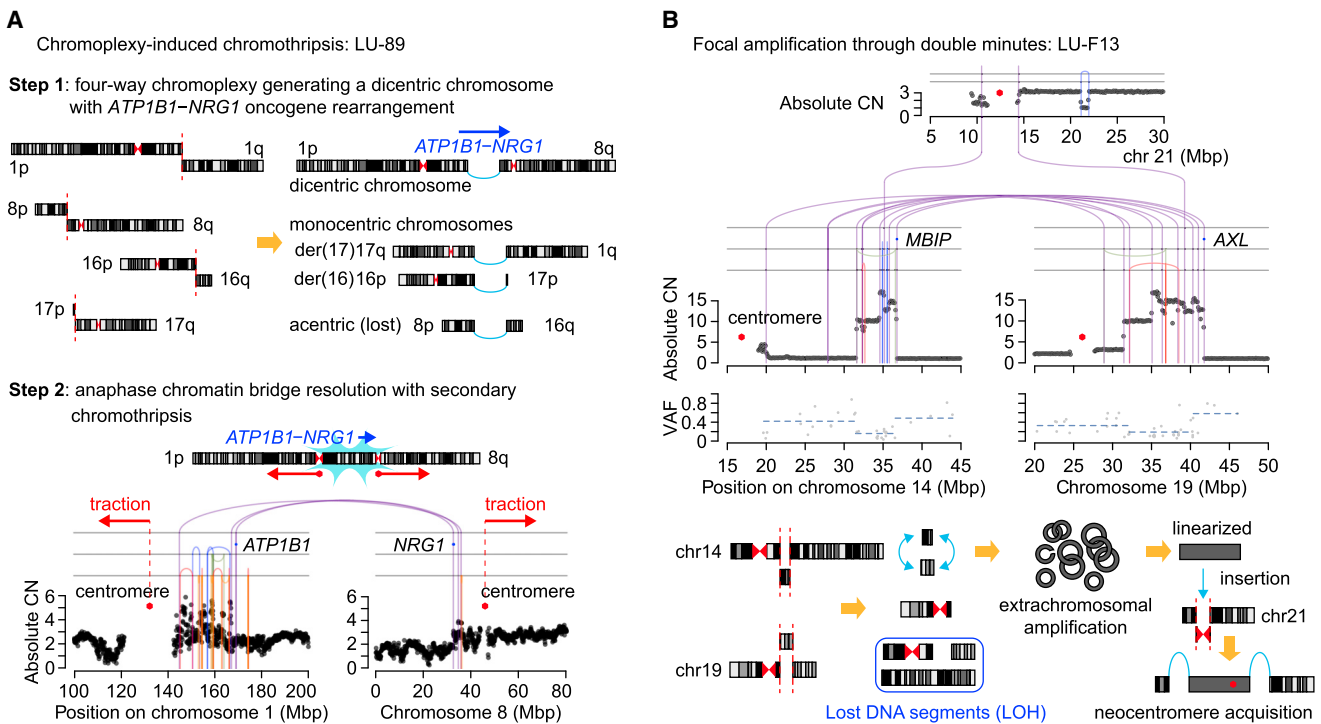 A
Chromoplexy-induced chromothripsis: LU-89
Step 1: four-way chromoplexy generating a dicentric chromosome
with ATP1B1−NRG1 oncogene rearrangement
1q
1p
8p
8q
16p
16q
17p
17q
1p
ATP1B1−NRG1
8q
dicentric chromosome
monocentric chromosomes
der(17)17q
1q
der(16)16p
17p
acentric (lost)
8p
16q
Step 2: anaphase chromatin bridge resolution with secondary
chromothripsis
ATP1B1−NRG1
1p
8q
traction
traction
ATP1B1
NRG1
centromere
centromere
Absolute CN
6
4
2
0
6
4
2
0
100 120 140 160 180 200
0 20 40 60 80
Position on chromosome 1 (Mbp)
Chromosome 8 (Mbp)
B
Focal amplification through double minutes: LU-F13
Absolute CN
3
0
5 10 15 20 25 30
chr 21 (Mbp)
MBIP
AXL
Absolute CN
15
10
5
0
15
10
5
0
centromere
VAF
0.8
0.4
0
15 20 25 30 35 40 45
20 25 30 35 40 45 50
Position on chromosome 14 (Mbp)
Chromosome 19 (Mbp)
chr14
chr19
Lost DNA segments (LOH)
extrachromosomal
amplification
linearized
insertion
chr21
neocentromere acquisition